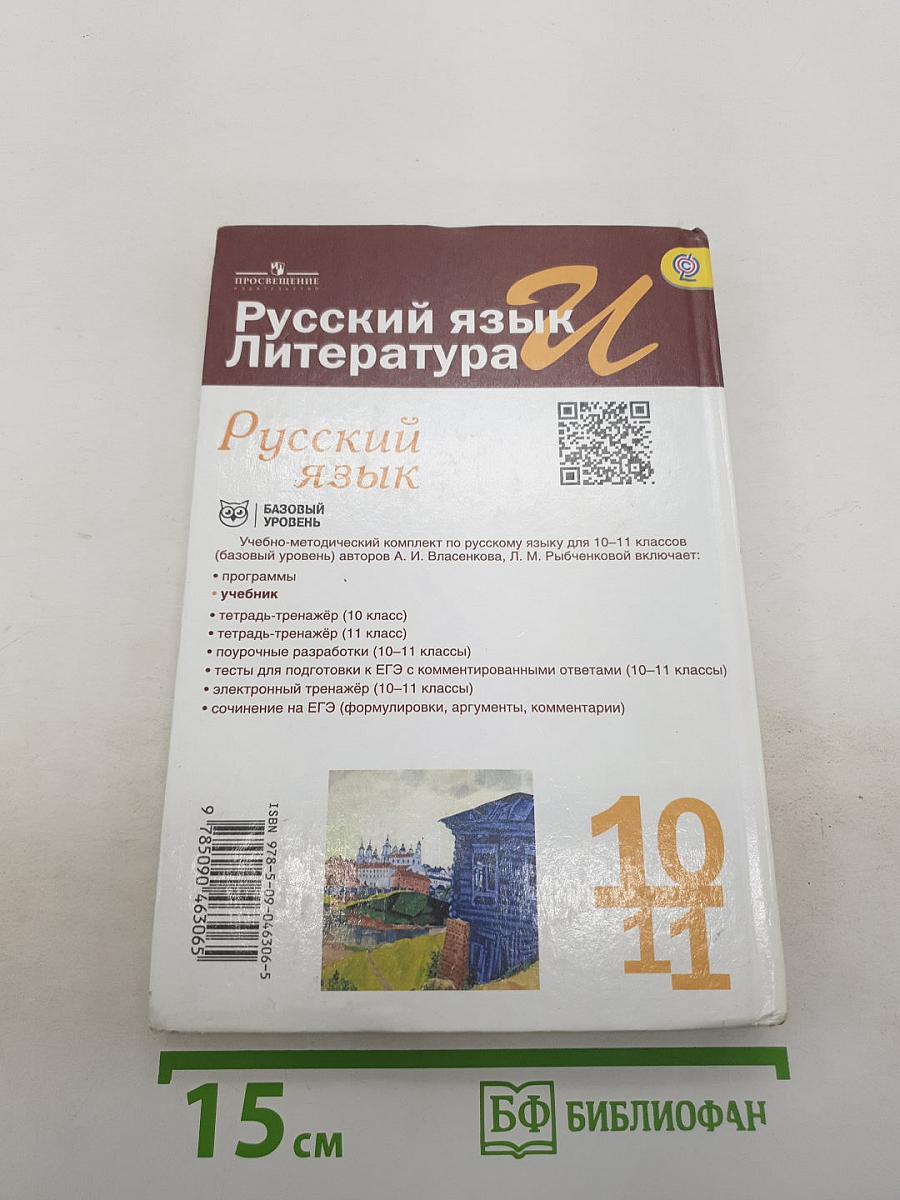 ПРОСВЕЩЕНИЕ
ИЗДАТЕЛЬСТВО
Русский язык
и
Литература
Русский
язык
БАЗОВЫЙ
УРОВЕНЬ
Учебно-методический комплект по русскому языку для 10–11 классов
(базовый уровень) авторов А. И. Власенкова, Л. М. Рыбченковой включает:
• программы
• учебник
• тетрадь-тренажёр (10 класс)
• тетрадь-тренажёр (11 класс)
• поурочные разработки (10–11 классы)
• тесты для подготовки к ЕГЭ с комментированными ответами (10–11 классы)
• электронный тренажёр (10–11 классы)
• сочинение на ЕГЭ (формулировки, аргументы, комментарии)
ISBN 978-5-09-046306-5
9 785090 463065
10
11
15 см
БФ БИБЛИОФАН